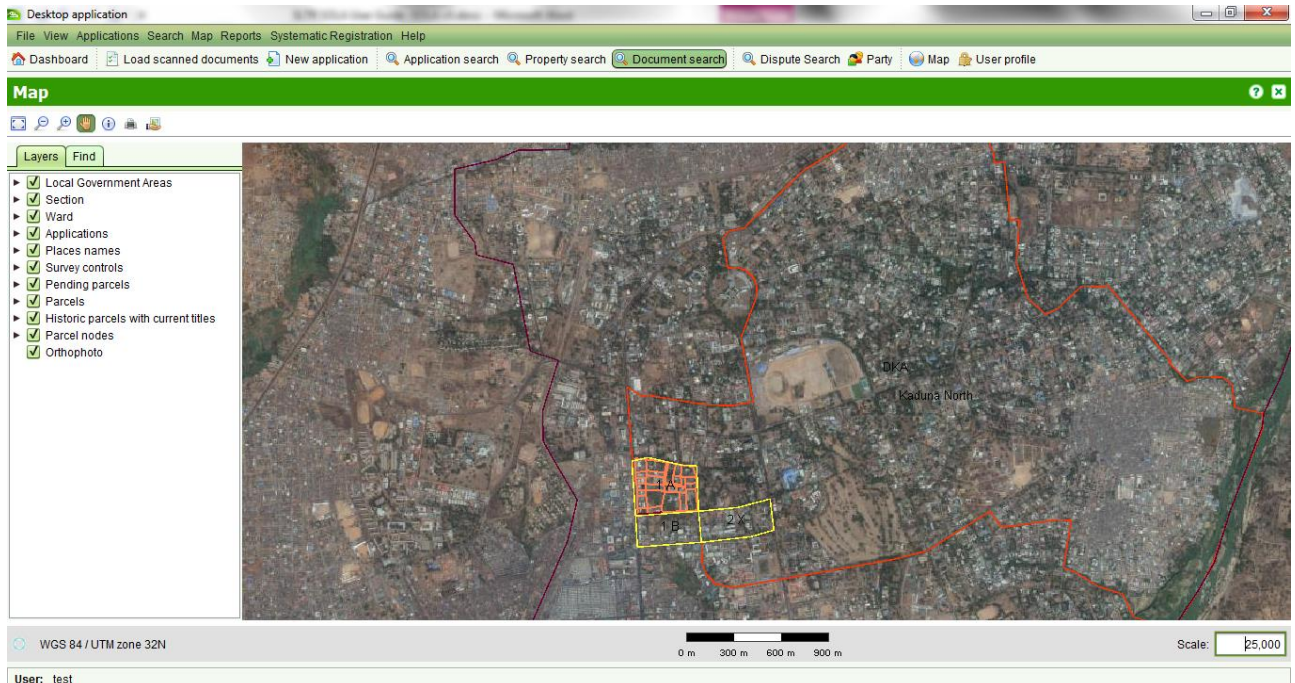 Desktop application
File View Applications Search Map Reports Systematic Registration Help
Dashboard Load scanned documents New application Application search Property search Document search Dispute Search Party Map User profile
Map
Layers Find
Local Government Areas
Section
Ward
Applications
Places names
Survey controls
Pending parcels
Parcels
Historic parcels with current titles
Parcel nodes
Orthophoto
DKA
Kaduna North
1 A
1 B 2 X
WGS 84 / UTM zone 32N
0 m 300 m 600 m 900 m
Scale: 25,000
User: test